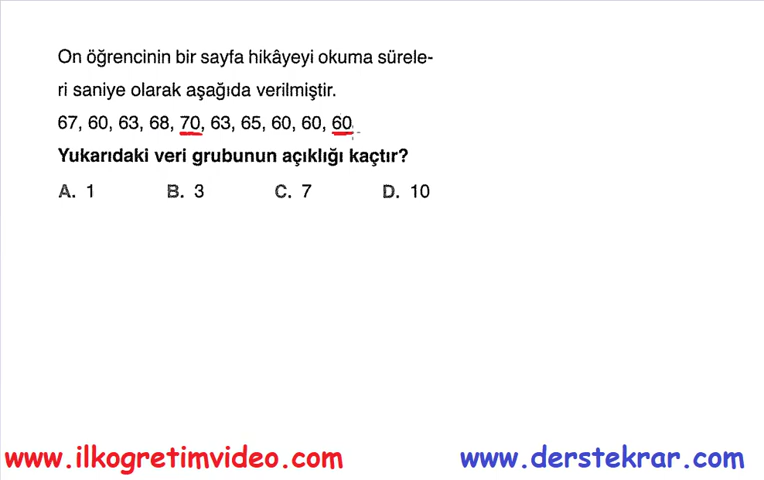 On öğrencinin bir sayfa hikâyeyi okuma sürele-
ri saniye olarak aşağıda verilmiştir.
67, 60, 63, 68, 70, 63, 65, 60, 60, 60
Yukarıdaki veri grubunun açıklığı kaçtır?
A. 1 B. 3 C. 7 D. 10
www.ilkogretimvideo.com www.derstekrar.com